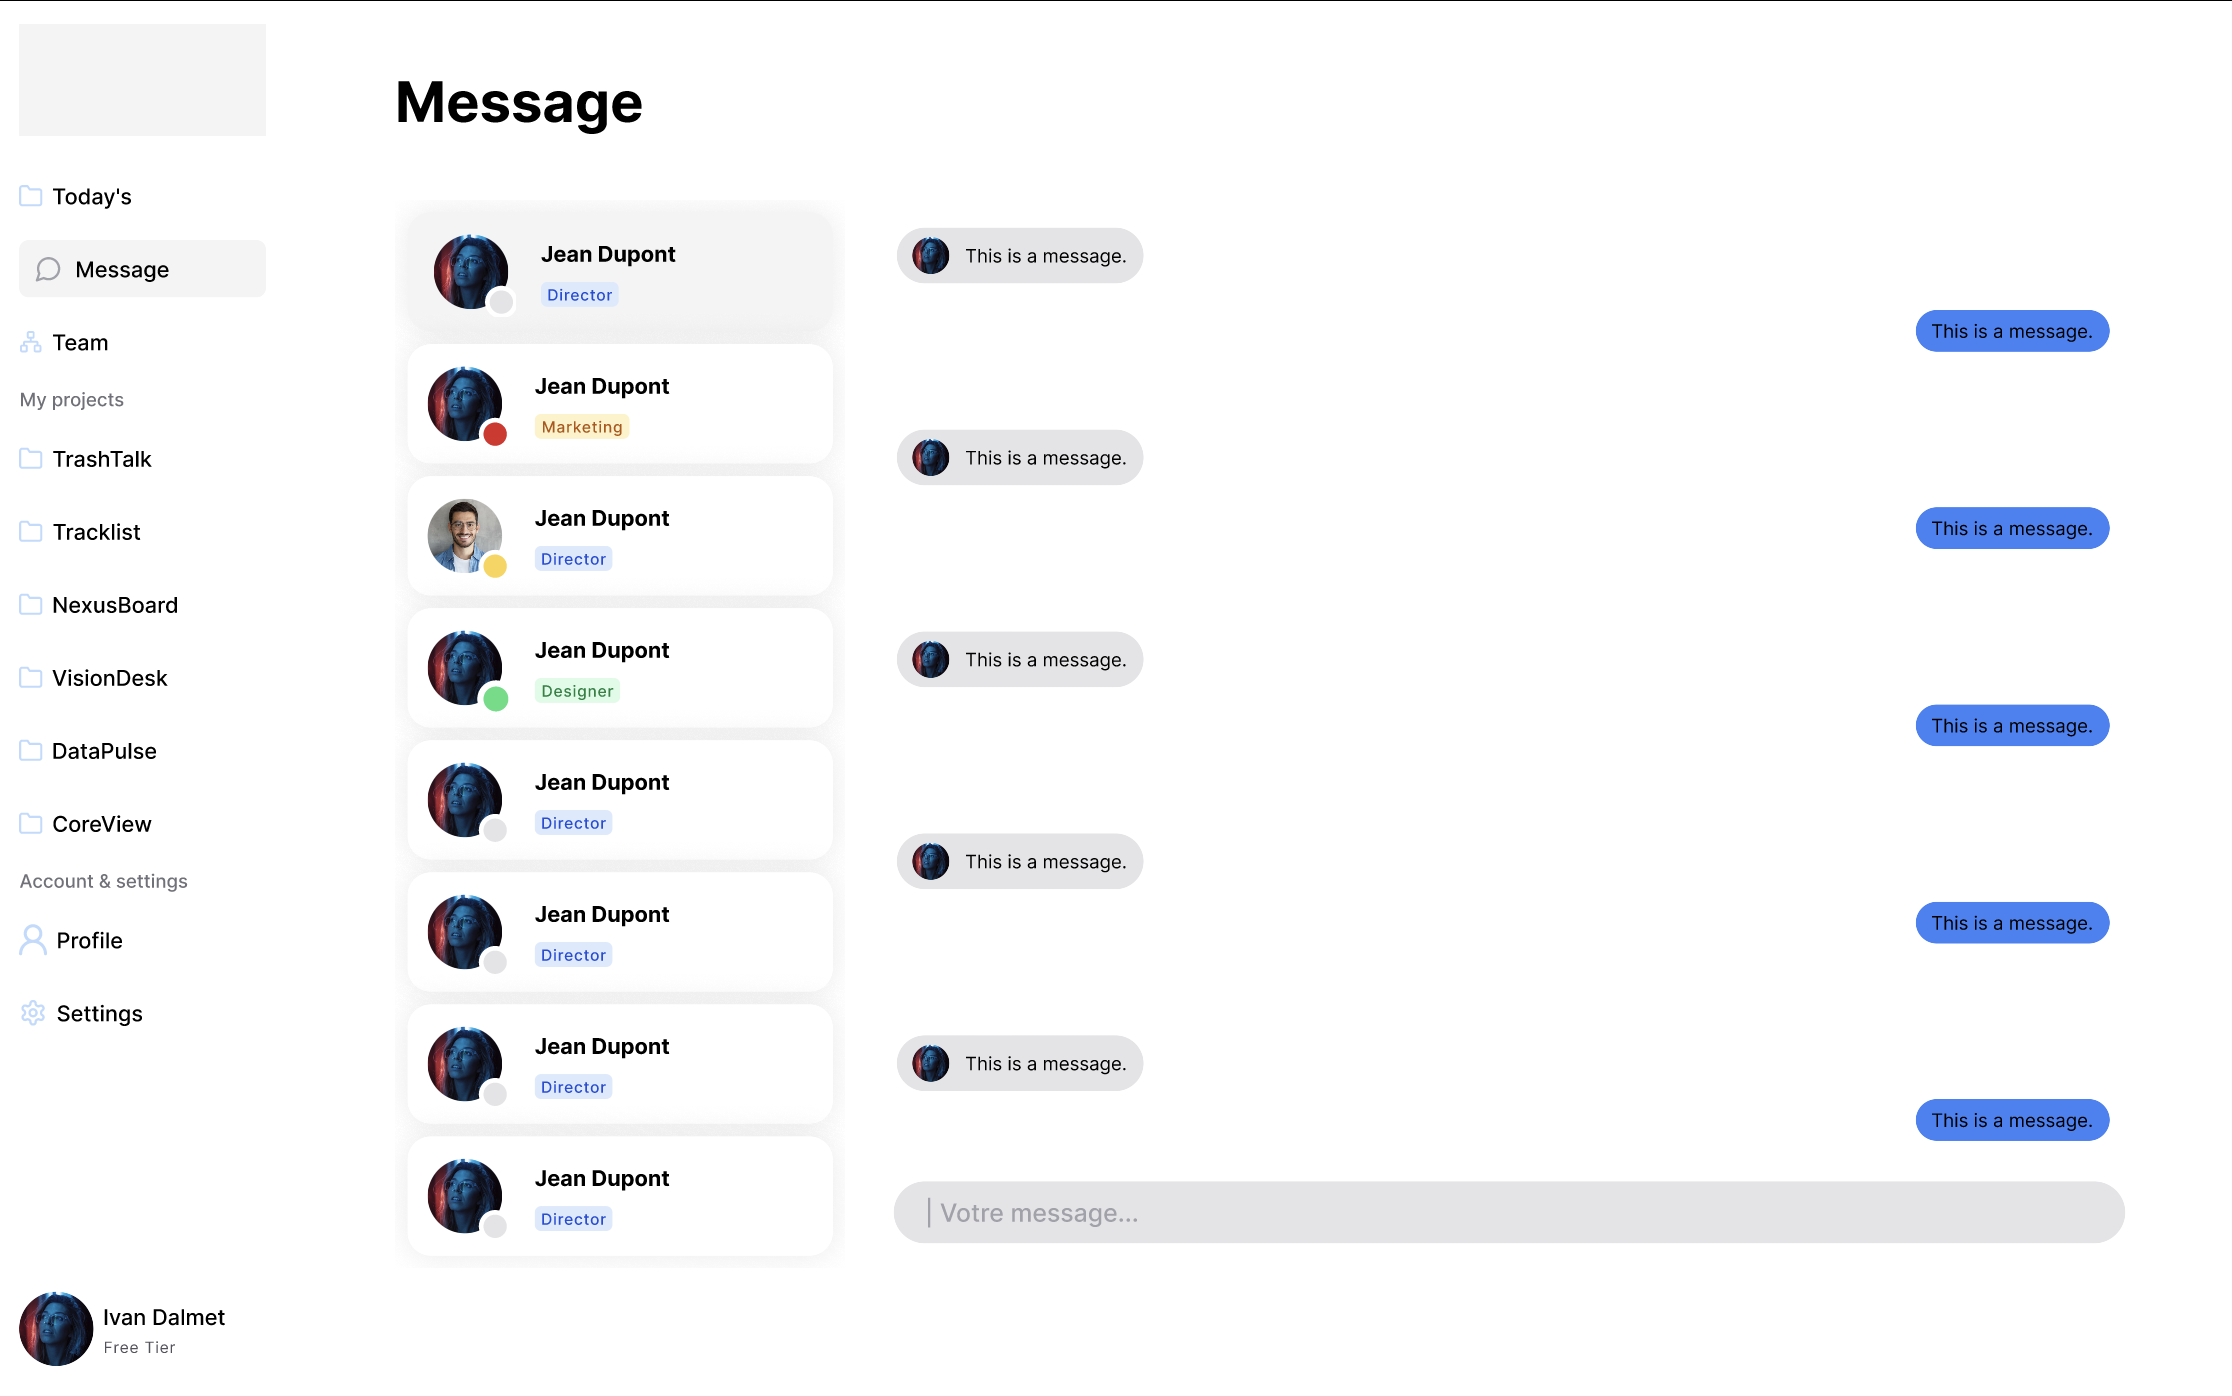 Today's
Message
Team
My projects
TrashTalk
Tracklist
NexusBoard
VisionDesk
DataPulse
CoreView
Account & settings
Profile
Settings
Ivan Dalmet
Free Tier
Message
Jean Dupont
Director
Jean Dupont
Marketing
Jean Dupont
Director
Jean Dupont
Designer
Jean Dupont
Director
Jean Dupont
Director
Jean Dupont
Director
Jean Dupont
Director
This is a message.
This is a message.
This is a message.
This is a message.
This is a message.
This is a message.
This is a message.
This is a message.
This is a message.
This is a message.
Votre message...